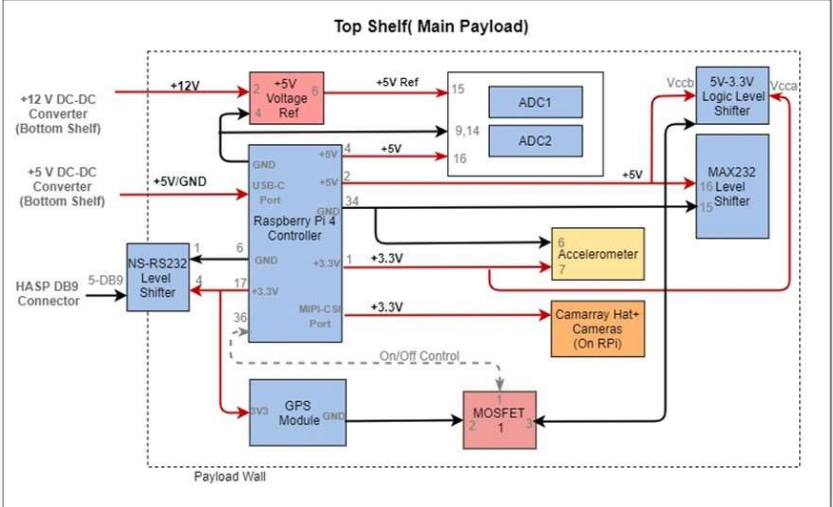 Top Shelf( Main Payload)
+12 V DC-DC
Converter
(Bottom Shelf)
+12V
2
4
+5V
Voltage
Ref
6
+5V Ref
15
9,14
16
ADC1
ADC2
Vccb
5V-3.3V
Logic Level
Shifter
Vcca
+5 V DC-DC
Converter
(Bottom Shelf)
+5V/GND
GND
USB-C
Port
Raspberry Pi 4
Controller
+5V
4
+5V
+5V
2
+5V
GND
34
MAX232
Level
Shifter
16
15
HASP DB9
Connector
5-DB9
NS-RS232
Level
Shifter
1
6
GND
4
17
+3.3V
36
+3.3V
1
+3.3V
6
Accelerometer
7
MIPI-CSI
Port
+3.3V
Camarray Hat+
Cameras
(On RPi)
On/Off Control
3V3
GPS
Module
GND
1
MOSFET
1
2
3
Payload Wall